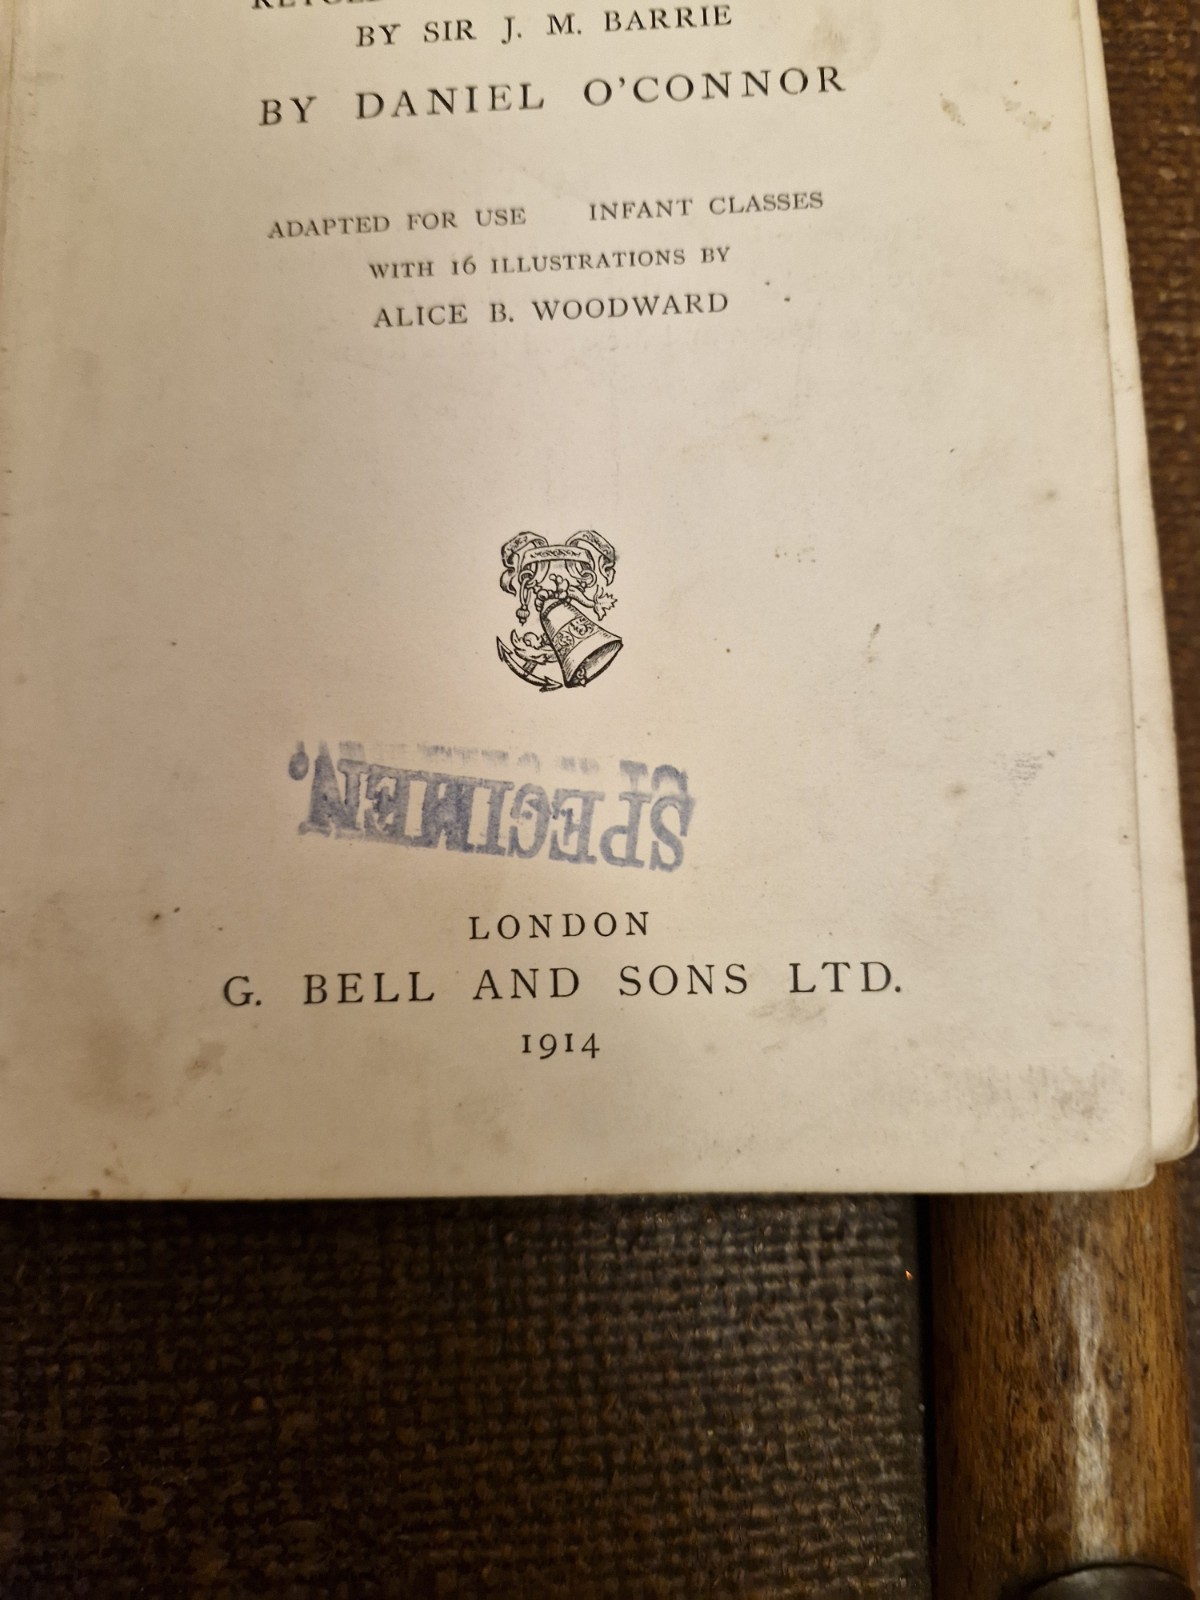 BY SIR J. M. BARRIE
BY DANIEL O'CONNOR
ADAPTED FOR USE INFANT CLASSES
WITH 16 ILLUSTRATIONS BY
ALICE B. WOODWARD
SPECIMEN.
LONDON
G. BELL AND SONS LTD.
1914